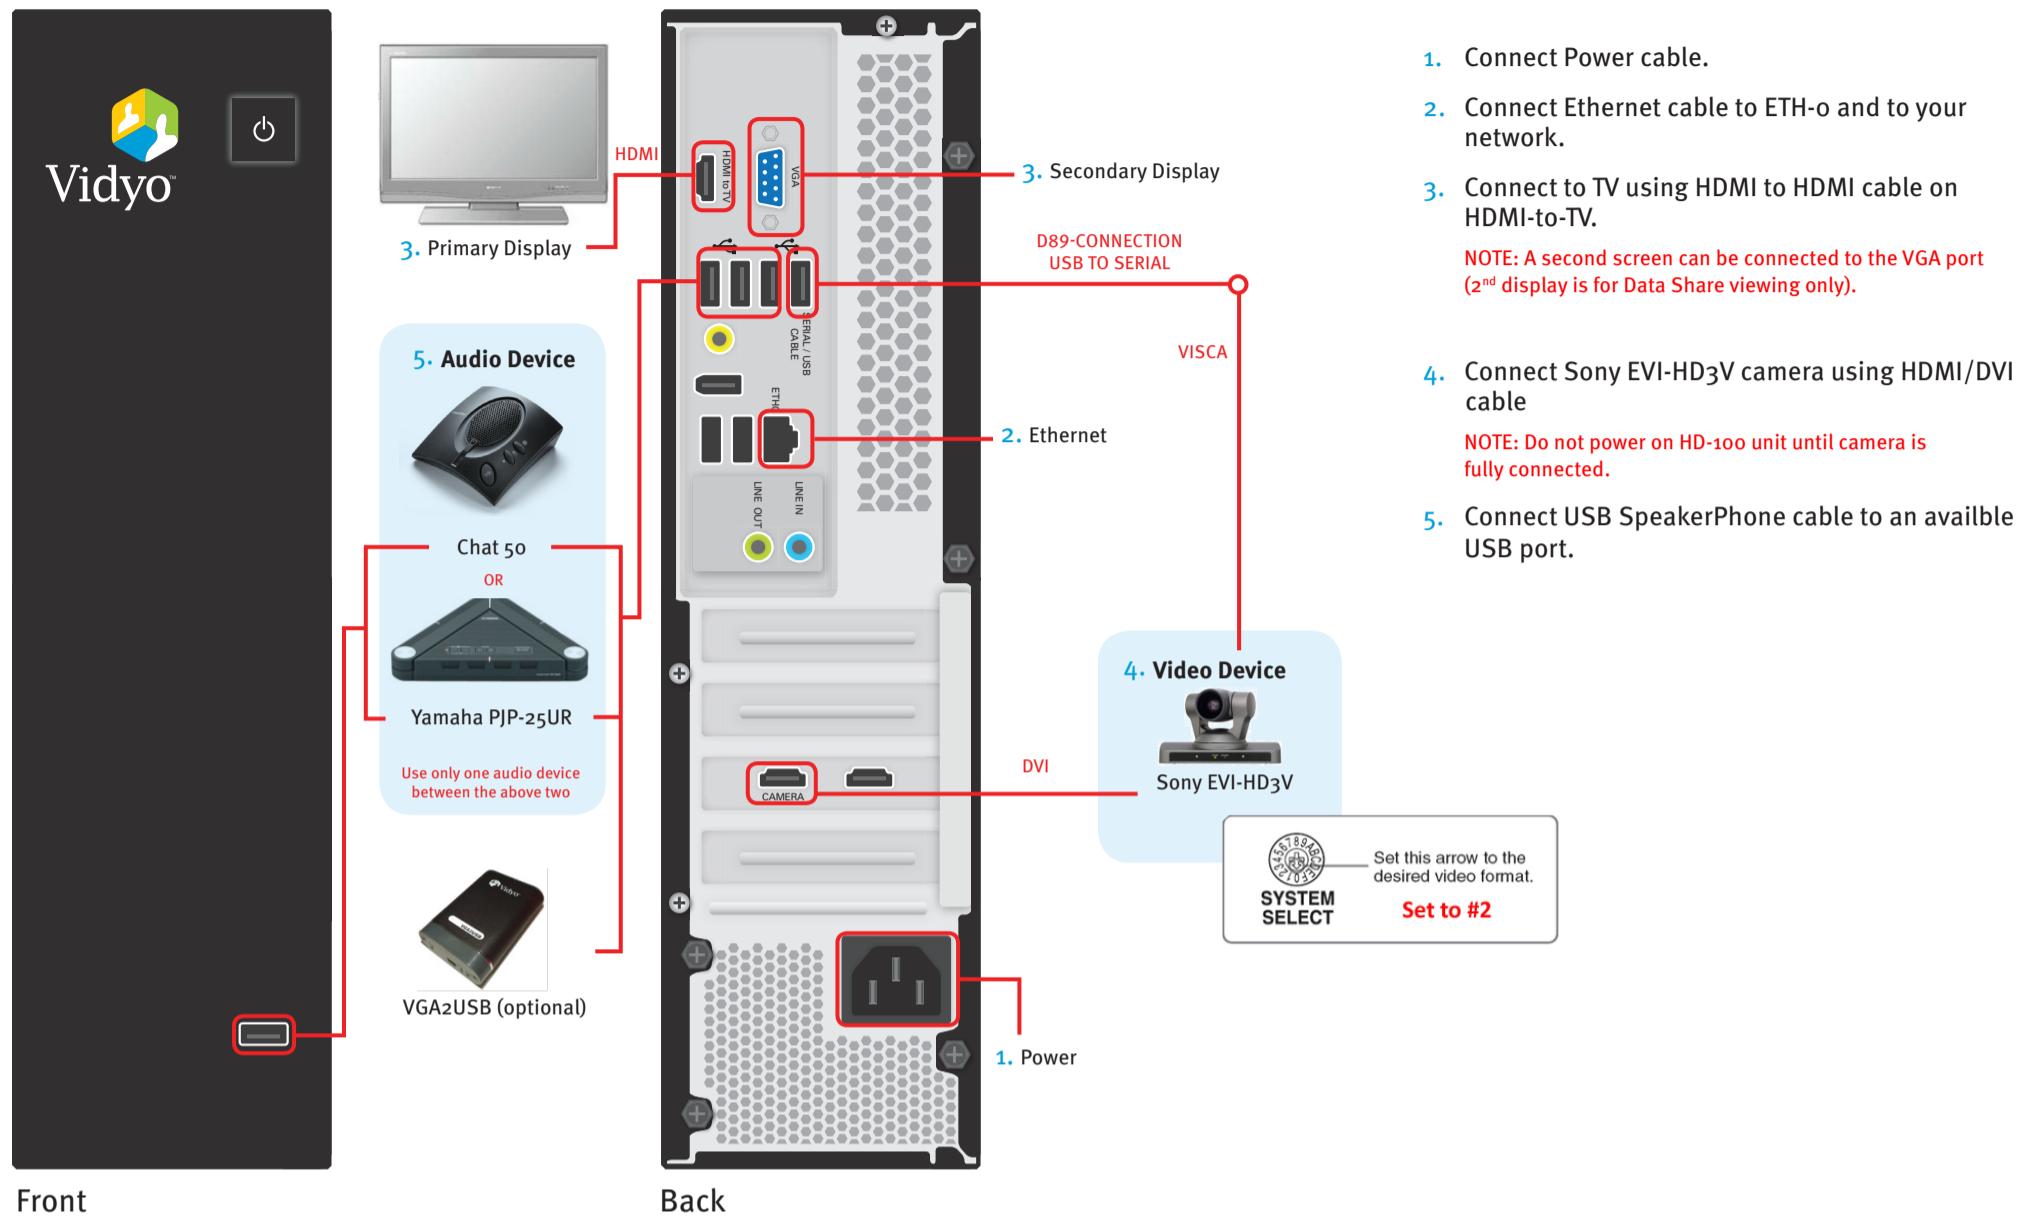 Vidyo™
HDMI
3. Primary Display
5. Audio Device
Chat 50
OR
Yamaha PJP-25UR
Use only one audio device
between the above two
Vidyo
VGA2USB (optional)
Front
HDMI to TV
VGA
SERIAL / USB
CABLE
ETH0
LINE OUT
LINE IN
CAMERA
Back
3. Secondary Display
D89-CONNECTION
USB TO SERIAL
VISCA
2. Ethernet
4. Video Device
Sony EVI-HD3V
DVI
SYSTEM
SELECT
Set this arrow to the
desired video format.
Set to #2
1. Power
1. Connect Power cable.
2. Connect Ethernet cable to ETH-0 and to your
network.
3. Connect to TV using HDMI to HDMI cable on
HDMI-to-TV.
NOTE: A second screen can be connected to the VGA port
(2nd display is for Data Share viewing only).
4. Connect Sony EVI-HD3V camera using HDMI/DVI
cable
NOTE: Do not power on HD-100 unit until camera is
fully connected.
5. Connect USB SpeakerPhone cable to an availble
USB port.